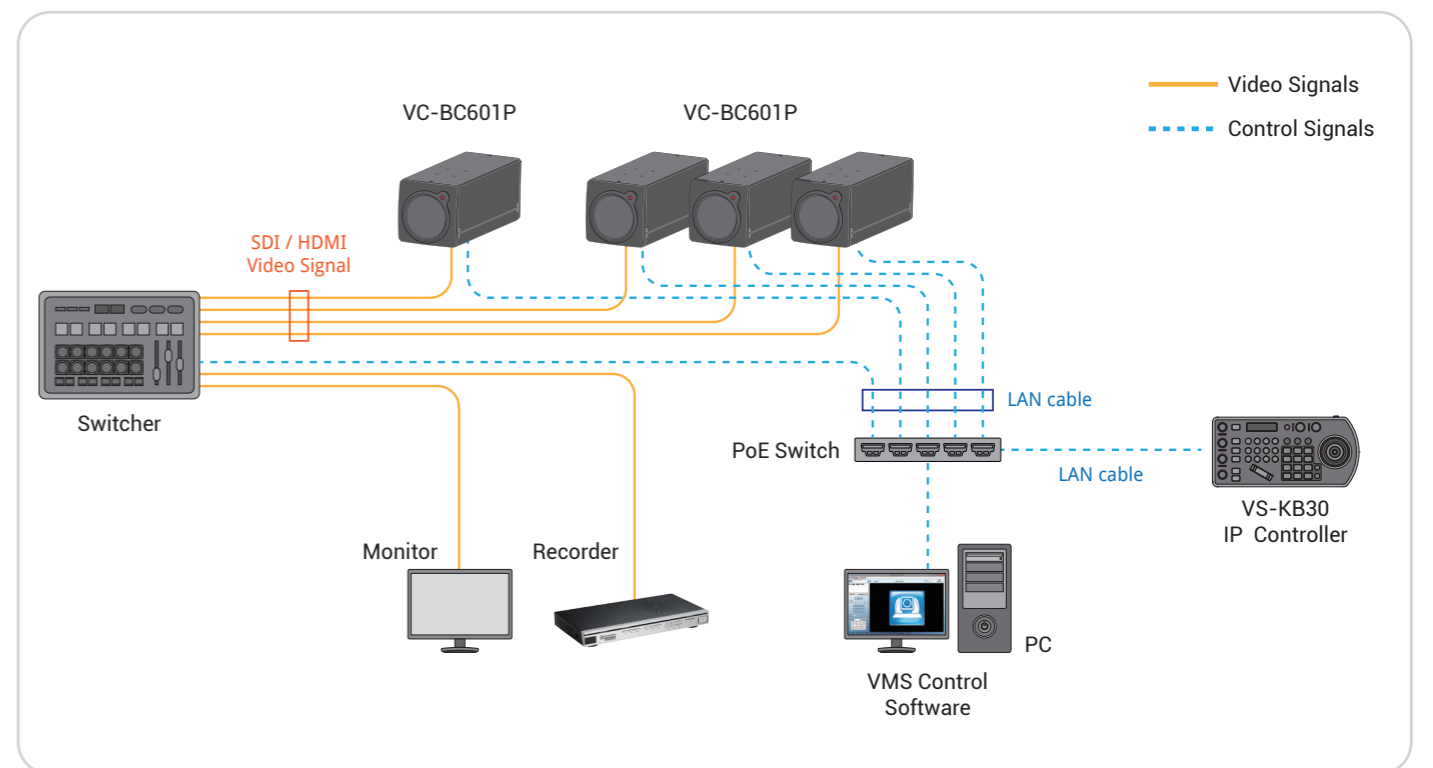 Video Signals
Control Signals
VC-BC601P
VC-BC601P
SDI / HDMI
Video Signal
Switcher
LAN cable
PoE Switch
LAN cable
VS-KB30
IP Controller
Monitor
Recorder
PC
VMS Control
Software